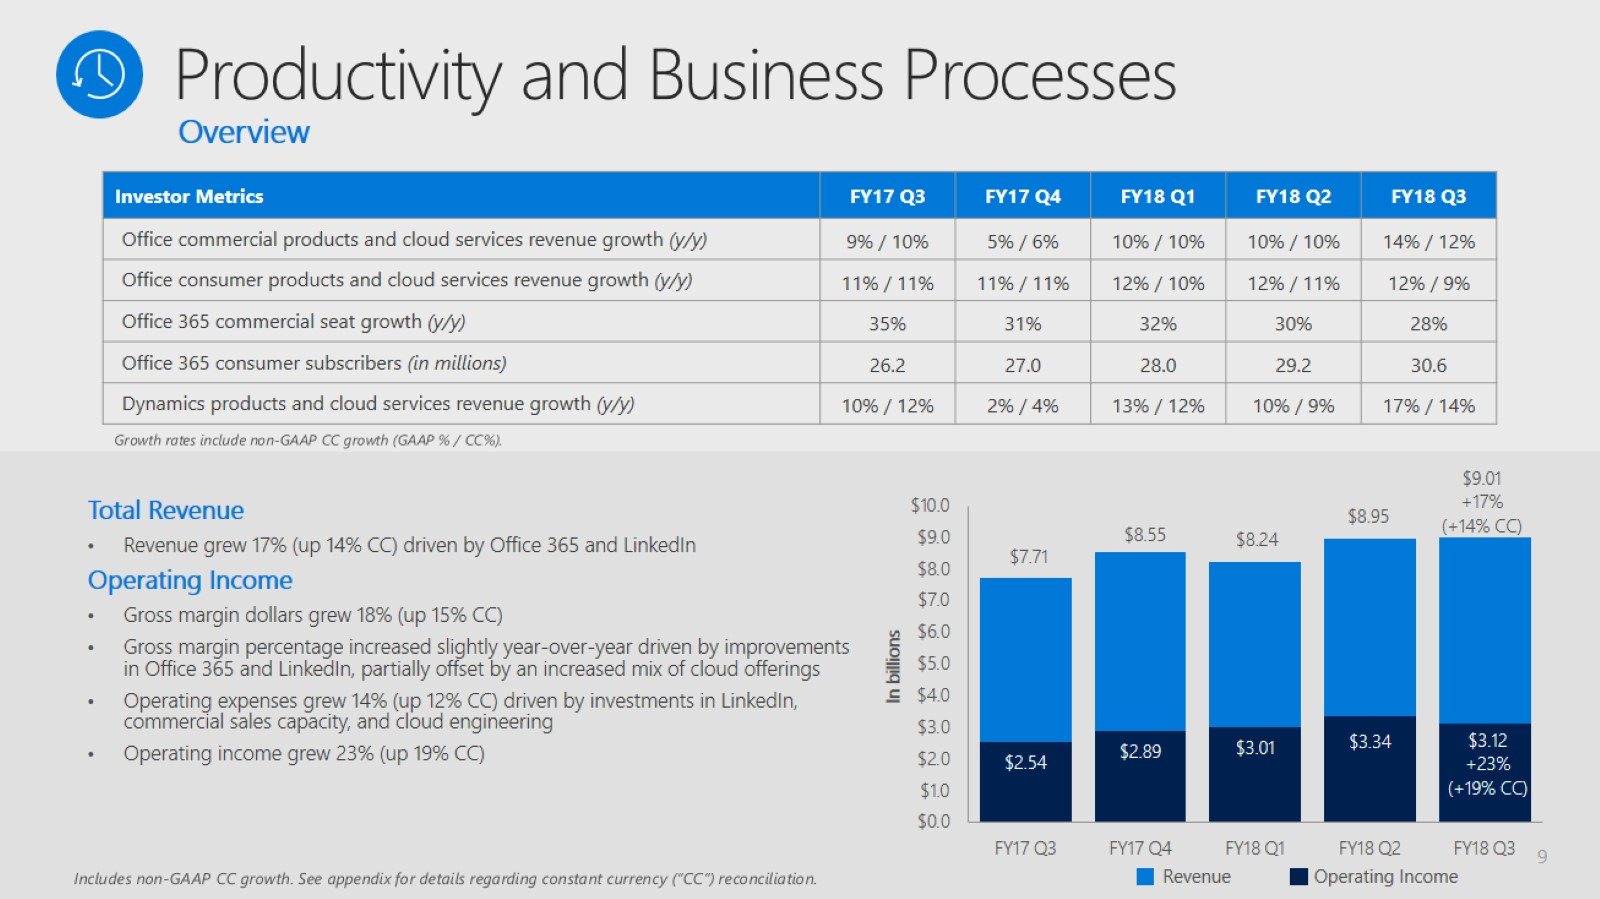 Productivity and Business Processes
Overview
Investor Metrics FY17 Q3 FY17 Q4 FY18 Q1 FY18 Q2 FY18 Q3
Office commercial products and cloud services revenue growth (y/y) 9% / 10% 5% / 6% 10% / 10% 10% / 10% 14% / 12%
Office consumer products and cloud services revenue growth (y/y) 11% / 11% 11% / 11% 12% / 10% 12% / 11% 12% / 9%
Office 365 commercial seat growth (y/y) 35% 31% 32% 30% 28%
Office 365 consumer subscribers (in millions) 26.2 27.0 28.0 29.2 30.6
Dynamics products and cloud services revenue growth (y/y) 10% / 12% 2% / 4% 13% / 12% 10% / 9% 17% / 14%
Growth rates include non-GAAP CC growth (GAAP % / CC%).
Total Revenue
• Revenue grew 17% (up 14% CC) driven by Office 365 and LinkedIn
Operating Income
• Gross margin dollars grew 18% (up 15% CC)
• Gross margin percentage increased slightly year-over-year driven by improvements
in Office 365 and LinkedIn, partially offset by an increased mix of cloud offerings
• Operating expenses grew 14% (up 12% CC) driven by investments in LinkedIn,
commercial sales capacity, and cloud engineering
• Operating income grew 23% (up 19% CC)
In billions
$10.0
$9.0
$8.0
$7.0
$6.0
$5.0
$4.0
$3.0
$2.0
$1.0
$0.0
$7.71
$8.55
$8.24
$8.95
$9.01
+17%
(+14% CC)
$2.54
$2.89
$3.01
$3.34
$3.12
+23%
(+19% CC)
FY17 Q3 FY17 Q4 FY18 Q1 FY18 Q2 FY18 Q3
Revenue Operating Income
Includes non-GAAP CC growth. See appendix for details regarding constant currency ("CC") reconciliation.
9